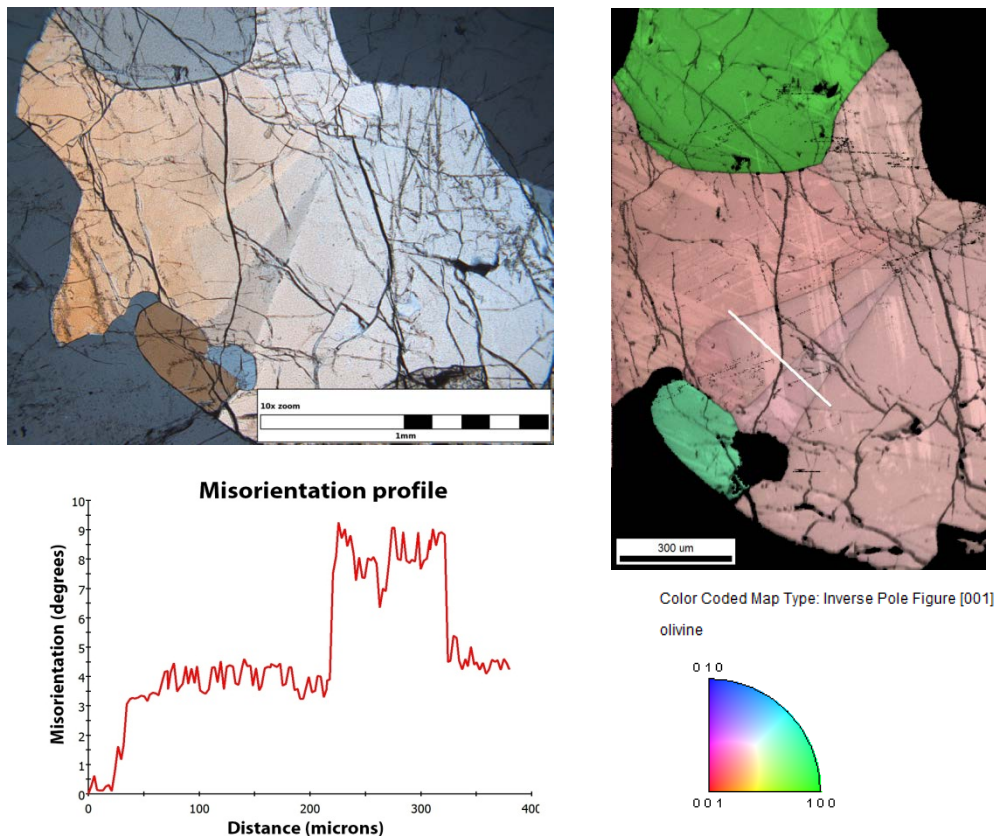 10x zoom
1mm
Misorientation profile
Misorientation (degrees)
10
9
8
7
6
5
4
3
2
1
0
0
100
200
300
40
Distance (microns)
300 um
Color Coded Map Type: Inverse Pole Figure [001]
olivine
0 1 0
0 0 1
1 0 0